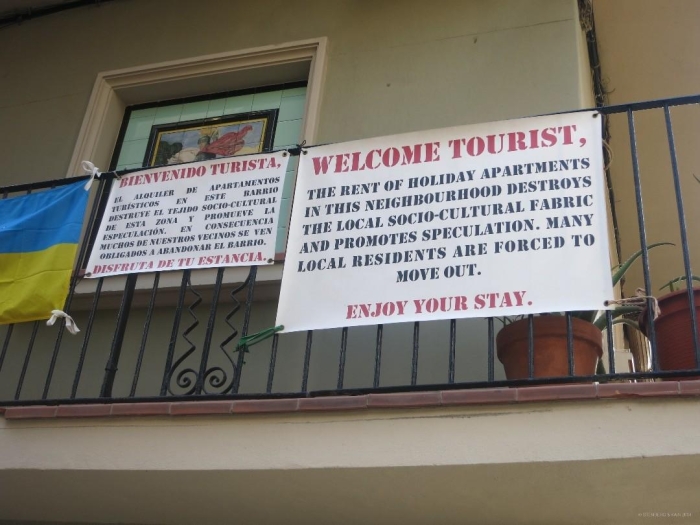 BIENVENIDO TURISTA,
EL ALQUILER DE APARTAMENTOS
TURÍSTICOS EN ESTE BARRIO
DESTRUYE EL TEJIDO SOCIO-CULTURAL
DE ESTA ZONA Y PROMUEVE LA
ESPECULACIÓN. EN CONSECUENCIA
MUCHOS DE NUESTROS VECINOS SE VEN
OBLIGADOS A ABANDONAR EL BARRIO.
DISFRUTA DE TU ESTANCIA.
WELCOME TOURIST,
THE RENT OF HOLIDAY APARTMENTS
IN THIS NEIGHBOURHOOD DESTROYS
THE LOCAL SOCIO-CULTURAL FABRIC
AND PROMOTES SPECULATION. MANY
LOCAL RESIDENTS ARE FORCED TO
MOVE OUT.
ENJOY YOUR STAY.